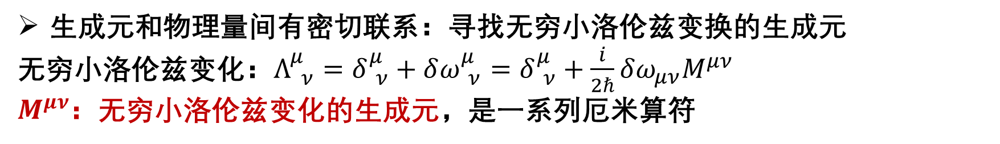 ➢ 生成元和物理量间有密切联系：寻找无穷小洛伦兹变换的生成元
无穷小洛伦兹变化：Λ^μ_ν = δ^μ_ν + δω^μ_ν = δ^μ_ν + i/2ħ δω_μν M^μν
M^μν：无穷小洛伦兹变化的生成元，是一系列厄米算符